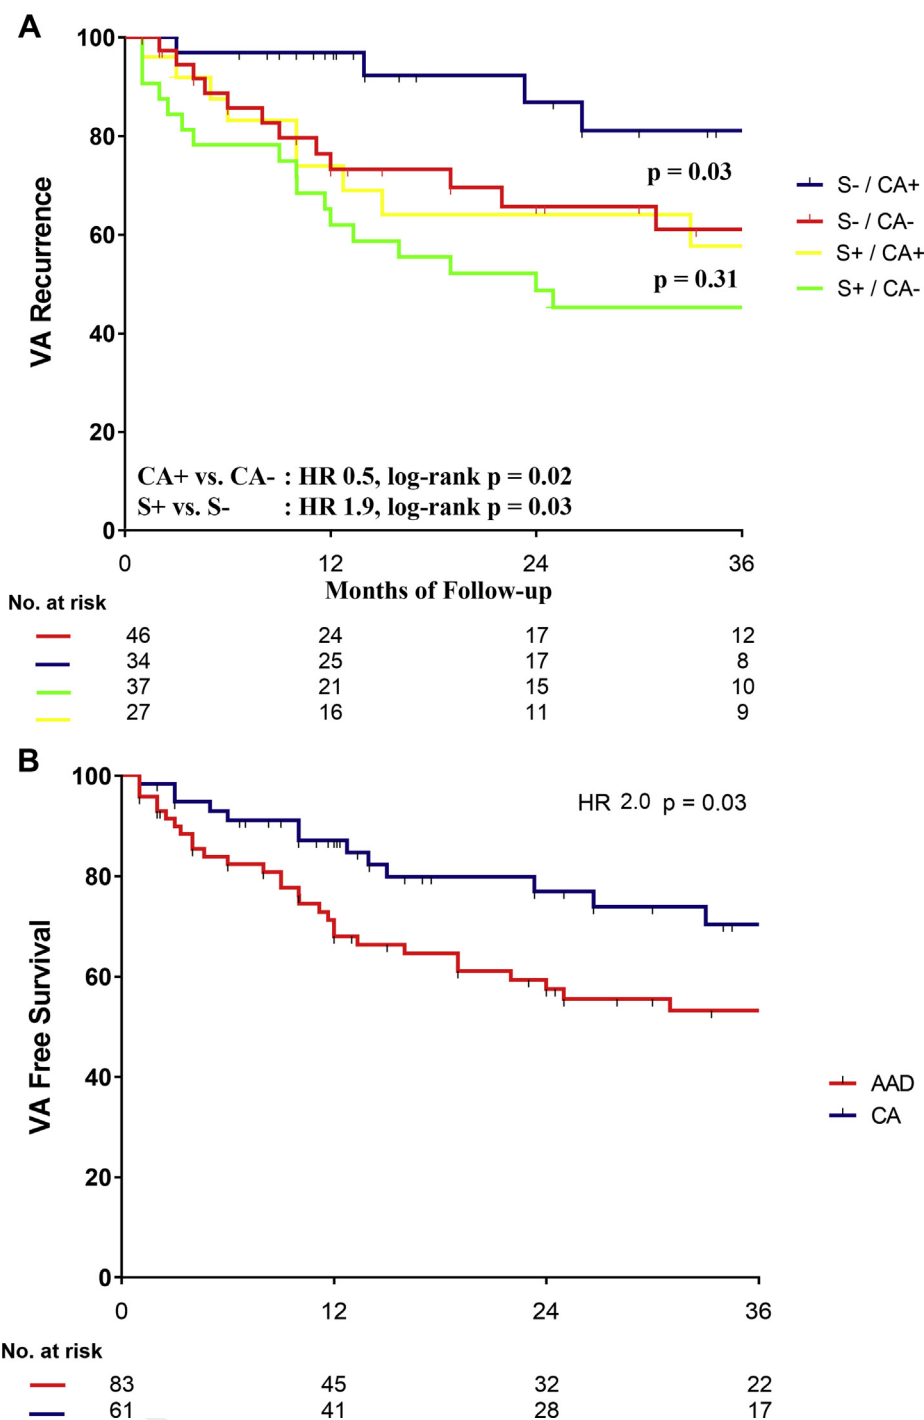 A
100
80
60
40
20
0
VA Recurrence
p = 0.03
p = 0.31
S- / CA+
S- / CA-
S+ / CA+
S+ / CA-
CA+ vs. CA- : HR 0.5, log-rank p = 0.02
S+ vs. S- : HR 1.9, log-rank p = 0.03
0 12 24 36
Months of Follow-up
No. at risk
46 24 17 12
34 25 17 8
37 21 15 10
27 16 11 9
B
100
80
60
40
20
0
VA Free Survival
HR 2.0 p = 0.03
AAD
CA
0 12 24 36
No. at risk
83 45 32 22
61 41 28 17